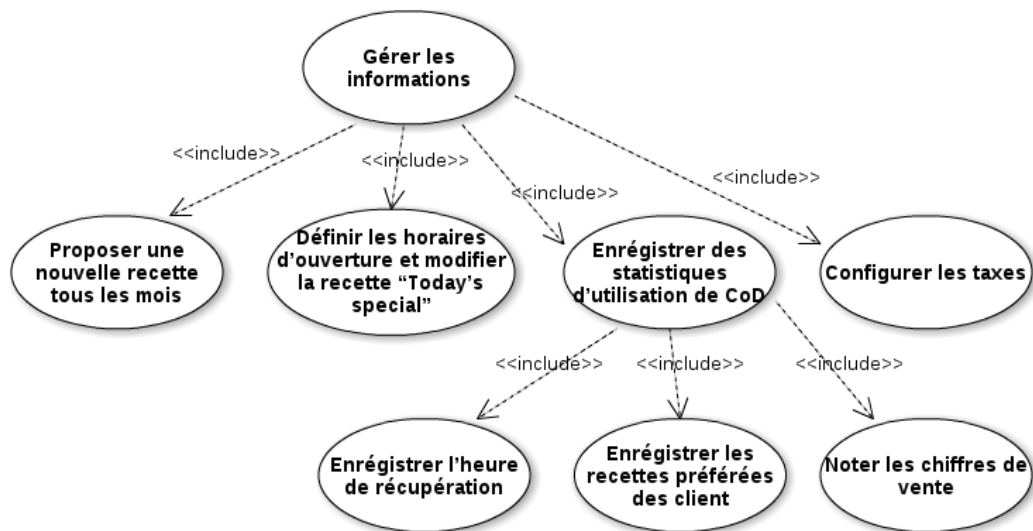 Gérer les
informations
<<include>>
<<include>>
<<include>>
<<include>>
Proposer une
nouvelle recette
tous les mois
Définir les horaires
d'ouverture et modifier
la recette “Today's
special”
Enrégistrer des
statistiques
d'utilisation de CoD
Configurer les taxes
<<include>>
<<include>>
<<include>>
Enrégistrer l'heure
de récupération
Enrégistrer les
recettes préférées
des client
Noter les chiffres de
vente